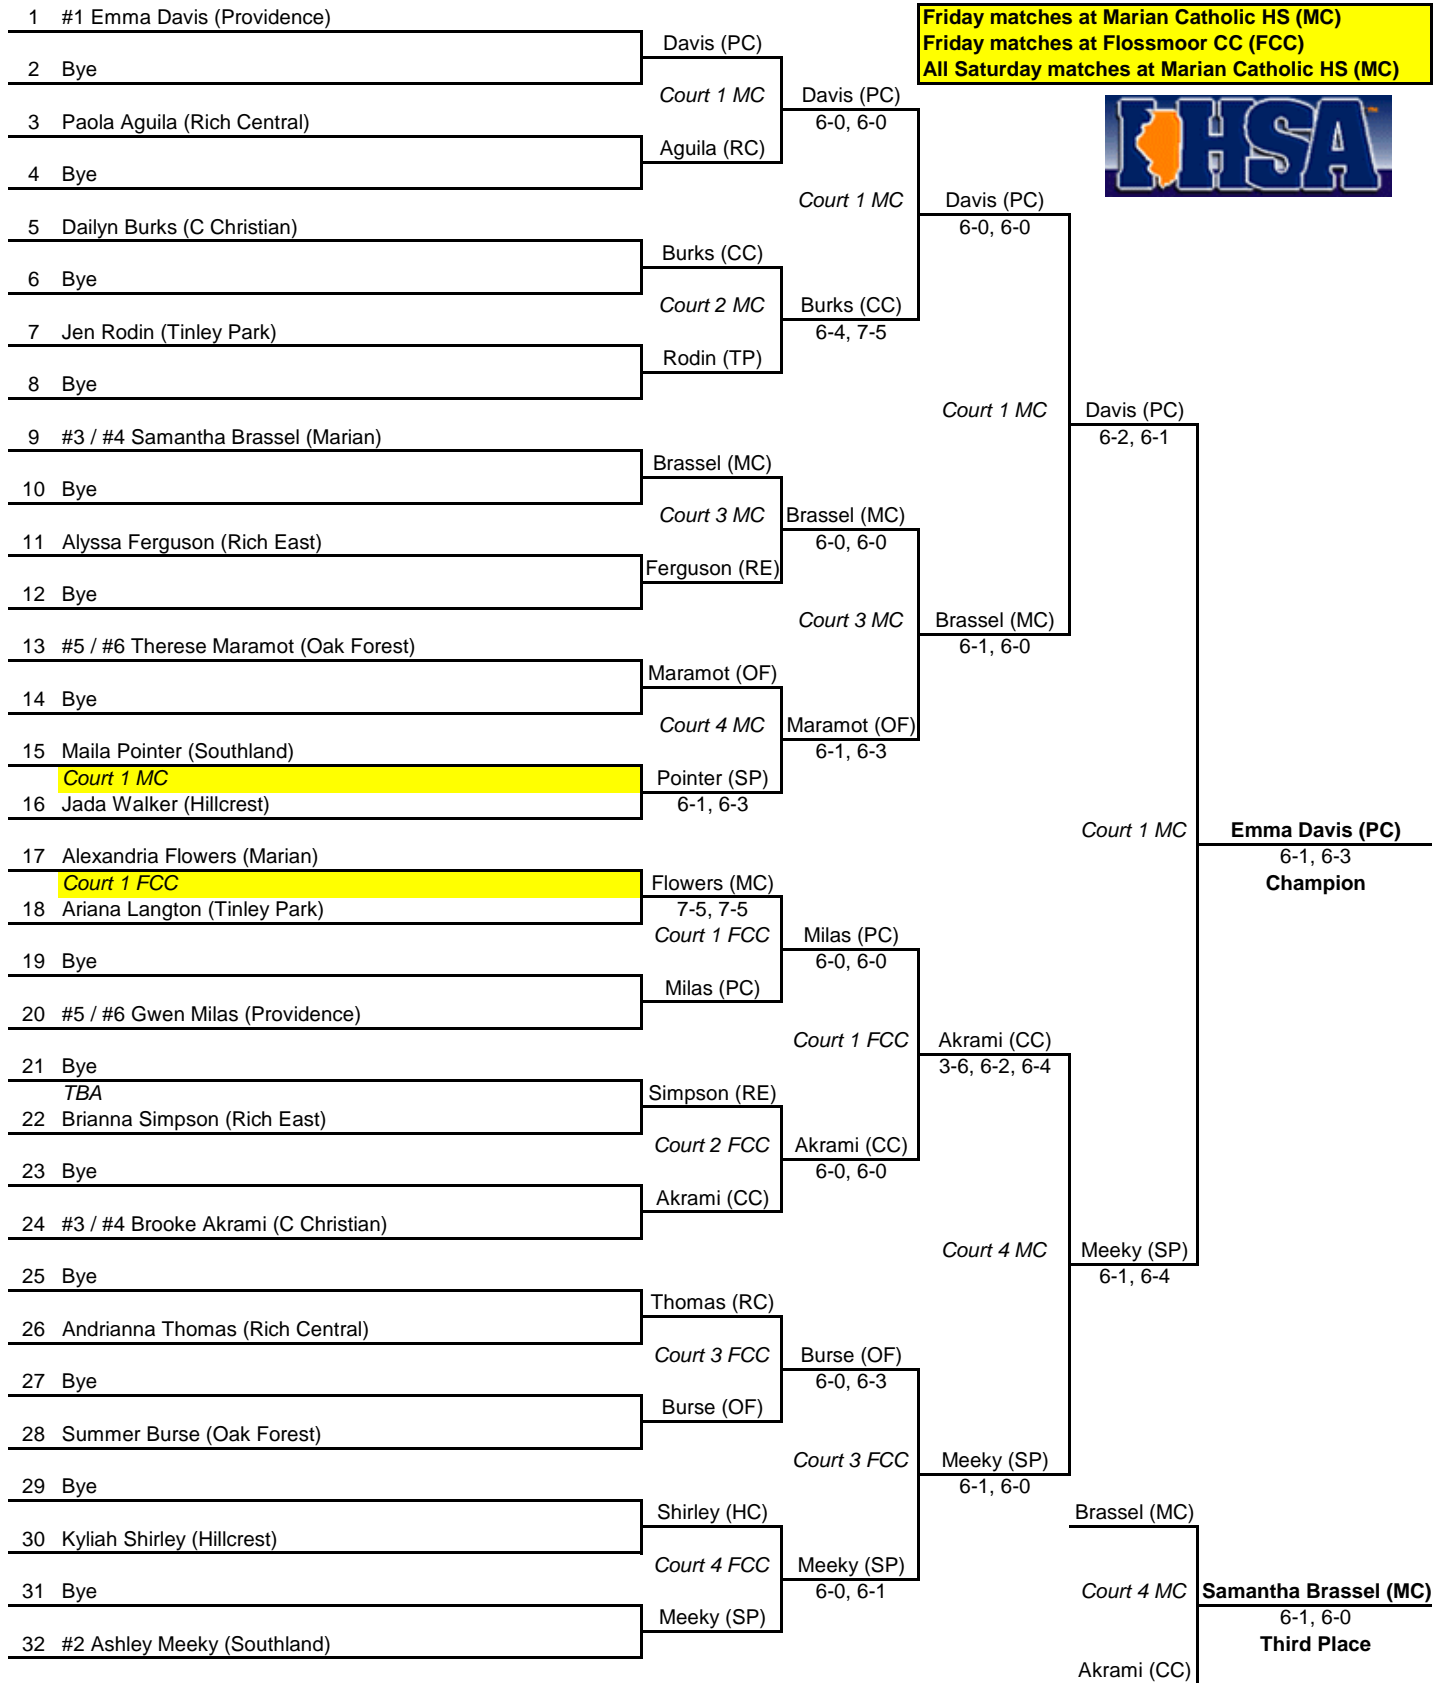 1 #1 Emma Davis (Providence)
Friday matches at Marian Catholic HS (MC)
Davis (PC)
Friday matches at Flossmoor CC (FCC)
2 Bye
All Saturday matches at Marian Catholic HS (MC)
Court 1 MC
Davis (PC)
3 Paola Aguila (Rich Central)
6-0, 6-0
IHSA
Aguila (RC)
4 Bye
Court 1 MC
Davis (PC)
5 Dailyn Burks (C Christian)
6-0, 6-0
Burks (CC)
6 Bye
Court 2 MC
Burks (CC)
7 Jen Rodin (Tinley Park)
6-4, 7-5
Rodin (TP)
8 Bye
Court 1 MC
Davis (PC)
9 #3 / #4 Samantha Brassel (Marian)
6-2, 6-1
Brassel (MC)
10 Bye
Court 3 MC
Brassel (MC)
11 Alyssa Ferguson (Rich East)
6-0, 6-0
Ferguson (RE)
12 Bye
Court 3 MC
Brassel (MC)
13 #5 / #6 Therese Maramot (Oak Forest)
6-1, 6-0
Maramot (OF)
14 Bye
Court 4 MC
Maramot (OF)
15 Maila Pointer (Southland)
6-1, 6-3
Court 1 MC
Pointer (SP)
16 Jada Walker (Hillcrest)
6-1, 6-3
Court 1 MC
Emma Davis (PC)
17 Alexandria Flowers (Marian)
6-1, 6-3
Court 1 FCC
Flowers (MC)
Champion
18 Ariana Langton (Tinley Park)
7-5, 7-5
Court 1 FCC
Milas (PC)
19 Bye
6-0, 6-0
Milas (PC)
20 #5 / #6 Gwen Milas (Providence)
Court 1 FCC
Akrami (CC)
21 Bye
3-6, 6-2, 6-4
TBA
Simpson (RE)
22 Brianna Simpson (Rich East)
Court 2 FCC
Akrami (CC)
23 Bye
6-0, 6-0
Akrami (CC)
24 #3 / #4 Brooke Akrami (C Christian)
Court 4 MC
Meeky (SP)
25 Bye
6-1, 6-4
Thomas (RC)
26 Andrianna Thomas (Rich Central)
Court 3 FCC
Burse (OF)
27 Bye
6-0, 6-3
Burse (OF)
28 Summer Burse (Oak Forest)
Court 3 FCC
Meeky (SP)
29 Bye
6-1, 6-0
Shirley (HC)
Brassel (MC)
30 Kyliah Shirley (Hillcrest)
Court 4 FCC
Meeky (SP)
31 Bye
6-0, 6-1
Court 4 MC
Samantha Brassel (MC)
Meeky (SP)
6-1, 6-0
32 #2 Ashley Meeky (Southland)
Third Place
Akrami (CC)